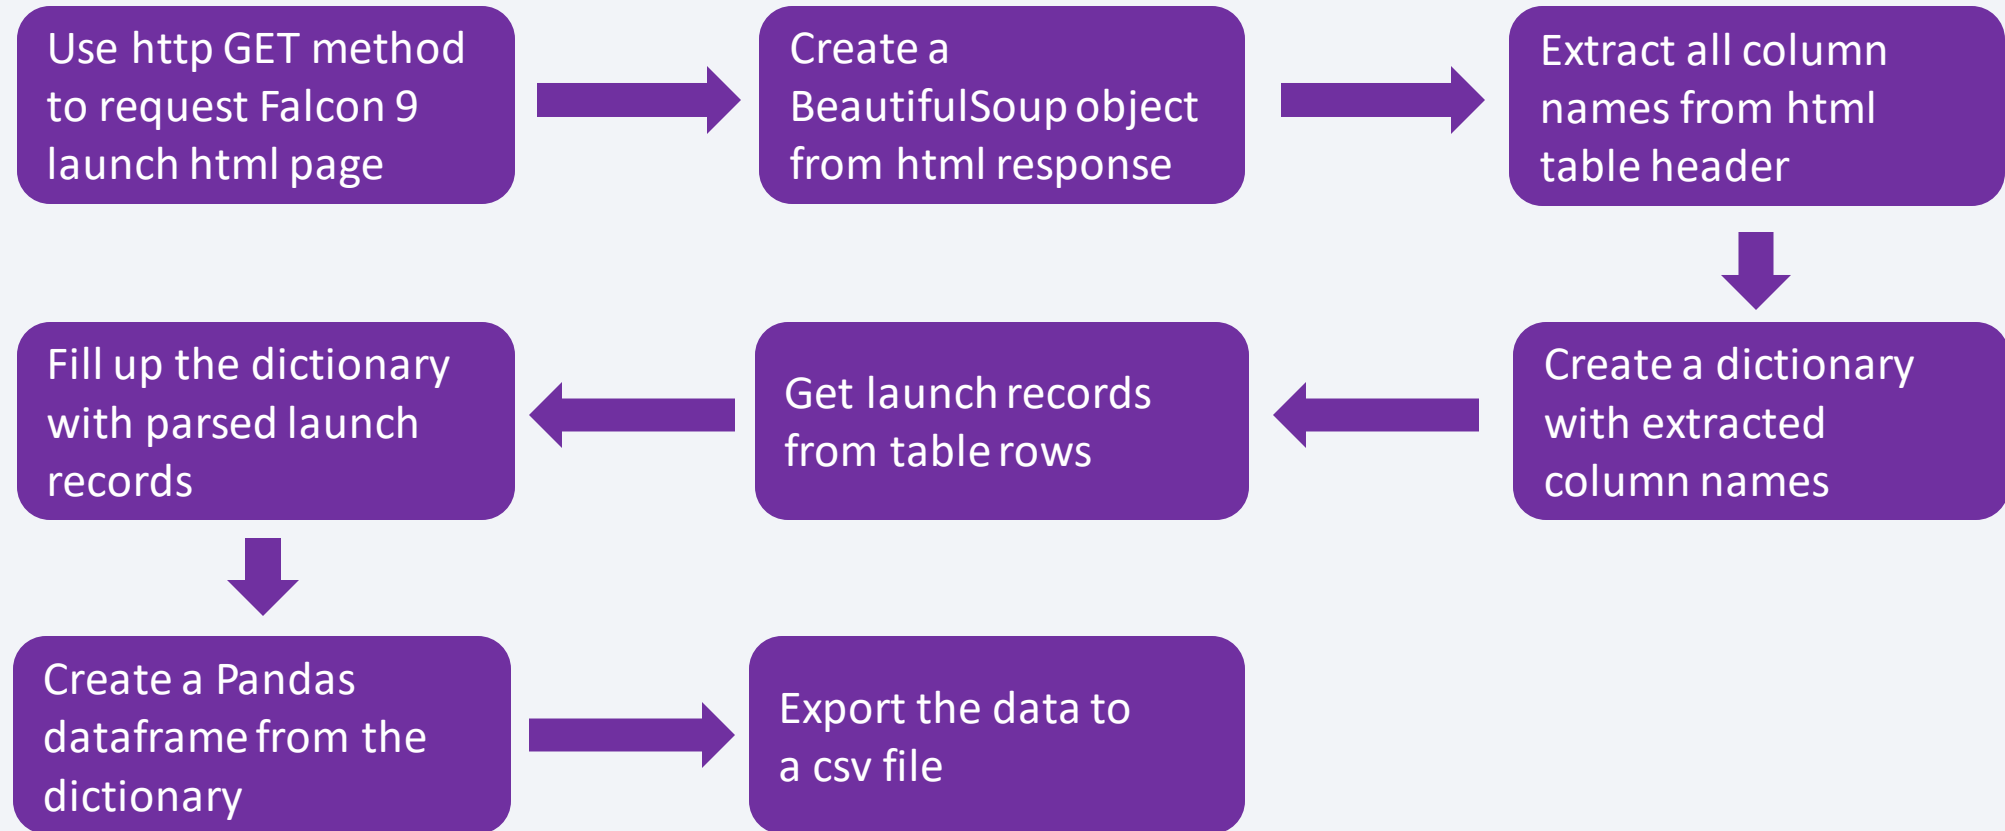 Use http GET method
to request Falcon 9
launch html page
Create a
BeautifulSoup object
from html response
Extract all column
names from html
table header
Create a dictionary
with extracted
column names
Get launch records
from table rows
Fill up the dictionary
with parsed launch
records
Create a Pandas
dataframe from the
dictionary
Export the data to
a csv file